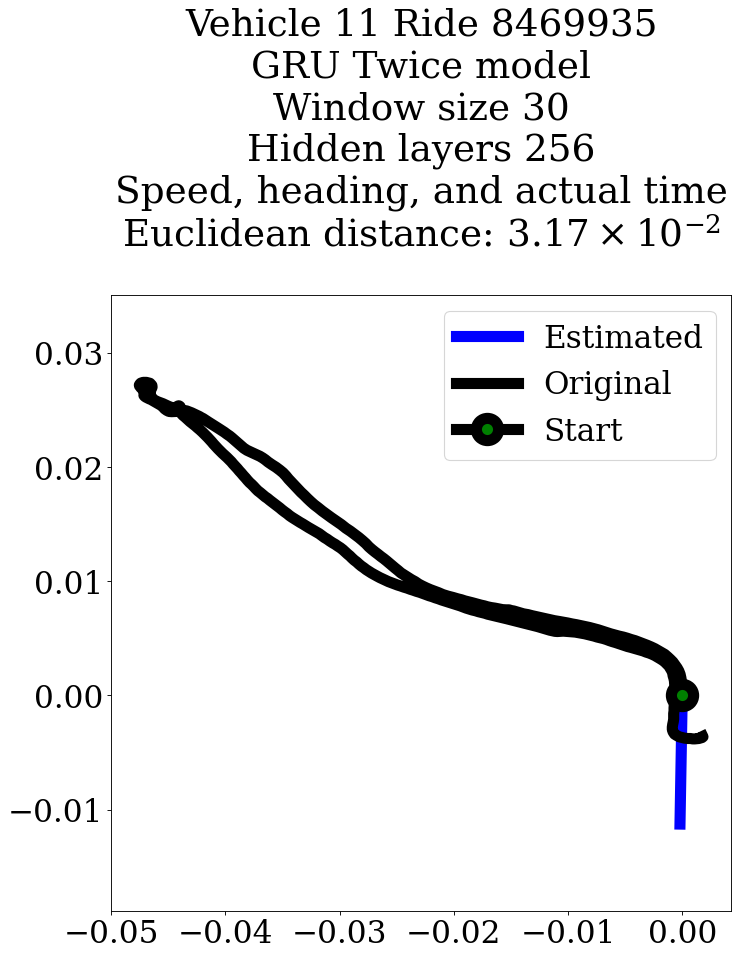 Vehicle 11 Ride 8469935
GRU Twice model
Window size 30
Hidden layers 256
Speed, heading, and actual time
Euclidean distance: 3.17 × 10⁻²
Estimated
Original
Start
0.03
0.02
0.01
0.00
−0.01
−0.05 −0.04 −0.03 −0.02 −0.01 0.00